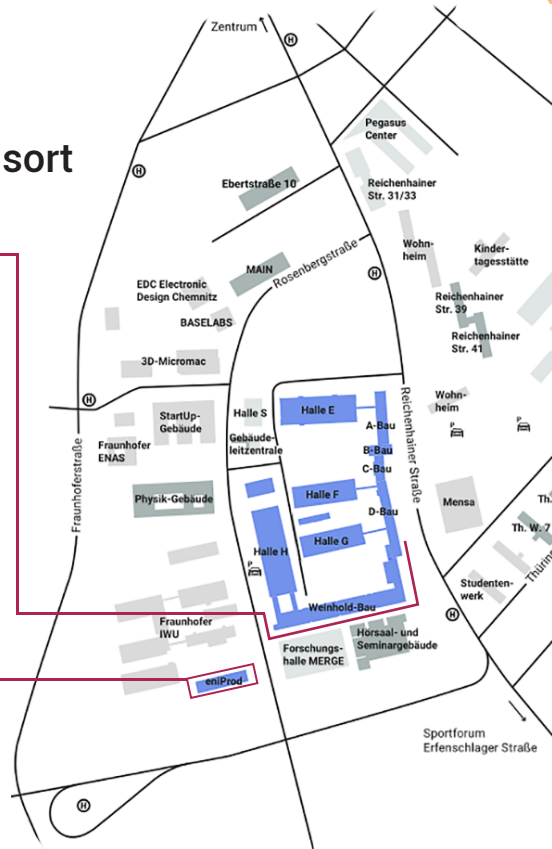 Zentrum
H
sort
Pegasus
Center
H
Ebertstraße 10
Reichenhainer
Str. 31/33
Wohn-
heim
Kinder-
tagesstätte
Rosenbergstraße
MAIN
H
EDC Electronic
Design Chemnitz
Reichenhainer
Str. 39
BASELABS
Reichenhainer
Str. 41
3D-Micromac
H
Wohn-
heim
P
P
Halle S
Halle E
StartUp-
Gebäude
A-Bau
Reichenhainer Straße
Gebäude-
leitzentrale
B-Bau
Fraunhofer
ENAS
C-Bau
Fraunhoferstraße
Physik-Gebäude
Halle F
D-Bau
Mensa
Th.
Th. W. 7
Halle G
Halle H
P
Studenten-
werk
Weinhold-Bau
H
Fraunhofer
IWU
Hörsaal- und
Seminargebäude
Forschungs-
halle MERGE
eniProd
Sportforum
Erfenschlager Straße
H